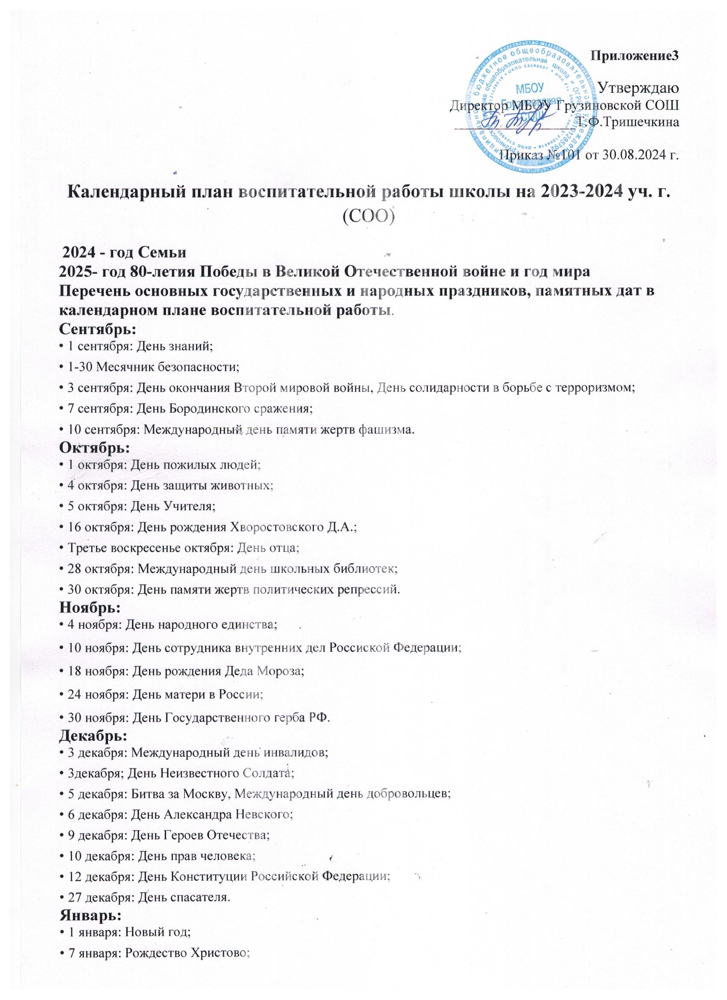 Приложение3
Утверждаю
Директор МБОУ Грузиновской СОШ
Т.Ф.Тришечкина
Приказ №101 от 30.08.2024 г.
МБОУ
Грузиновская
СОШ
Календарный план воспитательной работы школы на 2023-2024 уч. г.
(СОО)
2024 - год Семьи
2025- год 80-летия Победы в Великой Отечественной войне и год мира
Перечень основных государственных и народных праздников, памятных дат в
календарном плане воспитательной работы.
Сентябрь:
• 1 сентября: День знаний;
• 1-30 Месячник безопасности;
• 3 сентября: День окончания Второй мировой войны, День солидарности в борьбе с терроризмом;
• 7 сентября: День Бородинского сражения;
• 10 сентября: Международный день памяти жертв фашизма.
Октябрь:
• 1 октября: День пожилых людей;
• 4 октября: День защиты животных;
• 5 октября: День Учителя;
• 16 октября: День рождения Хворостовского Д.А.;
• Третье воскресенье октября: День отца;
• 28 октября: Международный день школьных библиотек;
• 30 октября: День памяти жертв политических репрессий.
Ноябрь:
• 4 ноября: День народного единства;
• 10 ноября: День сотрудника внутренних дел Россиской Федерации;
• 18 ноября: День рождения Деда Мороза;
• 24 ноября: День матери в России;
• 30 ноября: День Государственного герба РФ.
Декабрь:
• 3 декабря: Международный день инвалидов;
• 3декабря; День Неизвестного Солдата;
• 5 декабря: Битва за Москву, Международный день добровольцев;
• 6 декабря: День Александра Невского;
• 9 декабря: День Героев Отечества;
• 10 декабря: День прав человека;
• 12 декабря: День Конституции Российской Федерации;
• 27 декабря: День спасателя.
Январь:
• 1 января: Новый год;
• 7 января: Рождество Христово;